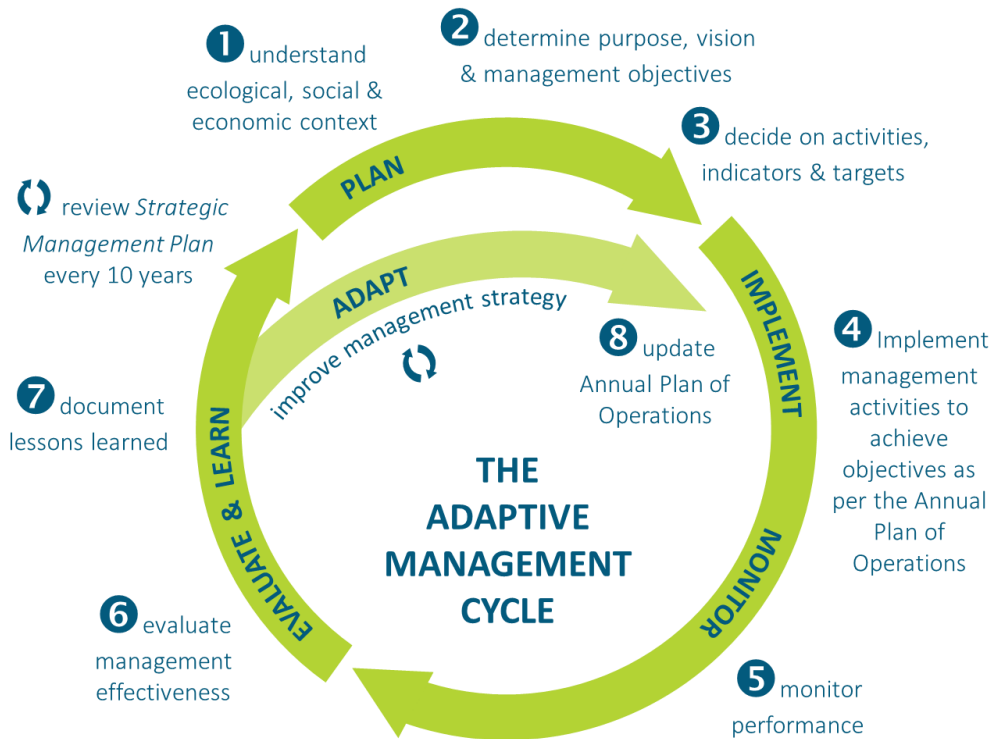 1 understand
ecological, social &
economic context
2 determine purpose, vision
& management objectives
3 decide on activities,
indicators & targets
PLAN
review Strategic
Management Plan
every 10 years
ADAPT
improve management strategy
IMPLEMENT
4 Implement
management
activities to
achieve
objectives as
per the Annual
Plan of
Operations
8 update
Annual Plan of
Operations
7 document
lessons learned
EVALUATE & LEARN
THE
ADAPTIVE
MANAGEMENT
CYCLE
MONITOR
6 evaluate
management
effectiveness
5 monitor
performance